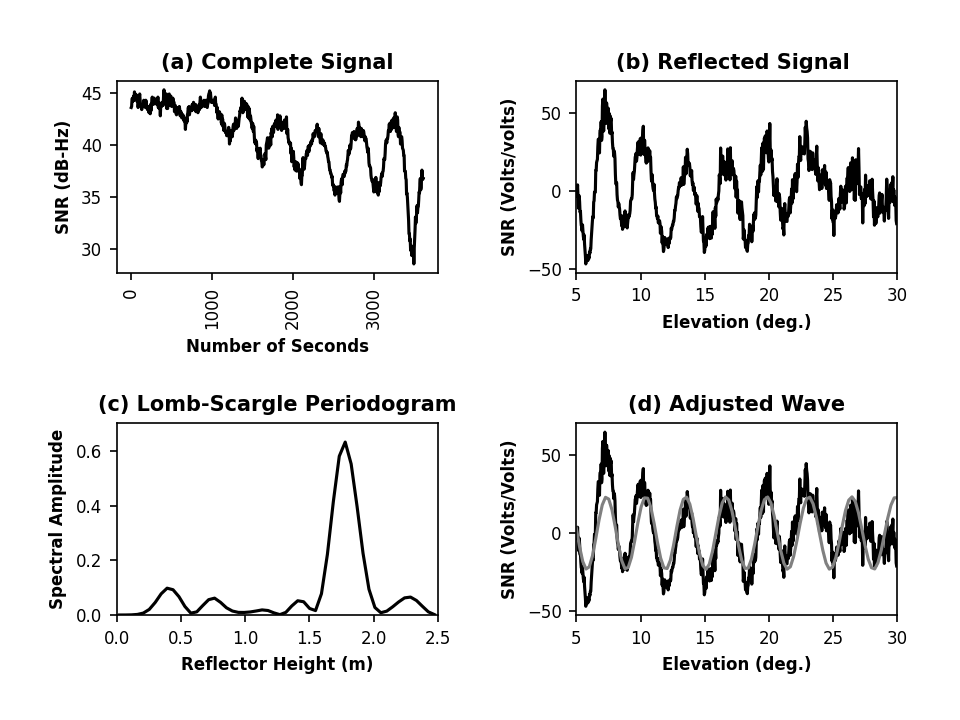 (a) Complete Signal
SNR (dB-Hz)
45
40
35
30
0
1000
2000
3000
Number of Seconds
(b) Reflected Signal
SNR (Volts/volts)
50
0
−50
5 10 15 20 25 30
Elevation (deg.)
(c) Lomb-Scargle Periodogram
Spectral Amplitude
0.6
0.4
0.2
0.0
0.0 0.5 1.0 1.5 2.0 2.5
Reflector Height (m)
(d) Adjusted Wave
SNR (Volts/Volts)
50
0
−50
5 10 15 20 25 30
Elevation (deg.)